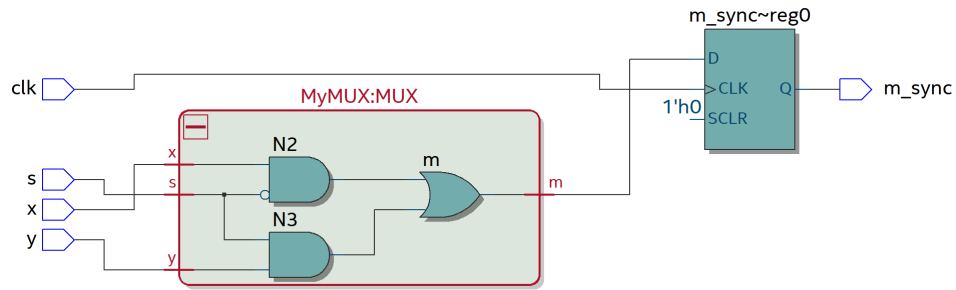 m_sync~reg0
clk
D
CLK
Q
m_sync
1'h0
SCLR
MyMUX:MUX
N2
m
x
s
m
s
x
N3
y
y